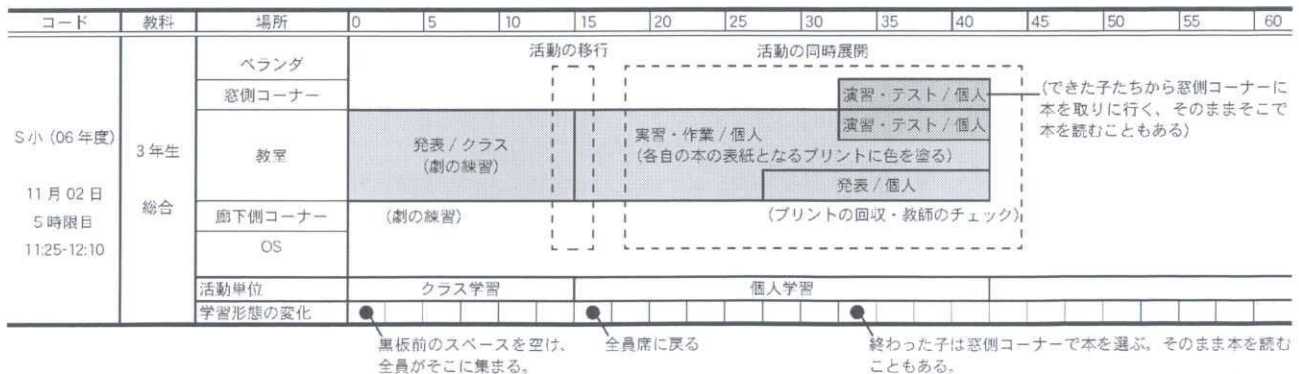 コード 教科 場所 0 5 10 15 20 25 30 35 40 45 50 55 60
活動の移行 活動の同時展開
ベランダ
窓側コーナー 演習・テスト/個人 (できた子たちから窓側コーナーに
本を取りに行く、そのままそこで
本を読むこともある)
S小(06年度)
11月02日
5時限目
11:25-12:10
3年生
総合
教室
発表/クラス
(劇の練習)
実習・作業/個人
(各自の本の表紙となるプリントに色を塗る)
演習・テスト/個人
発表/個人
廊下側コーナー (劇の練習) (プリントの回収・教師のチェック)
OS
活動単位 クラス学習 個人学習
学習形態の変化
黒板前のスペースを空け、
全員がそこに集まる。
全員席に戻る
終わった子は窓側コーナーで本を選ぶ。そのまま本を読む
こともある。